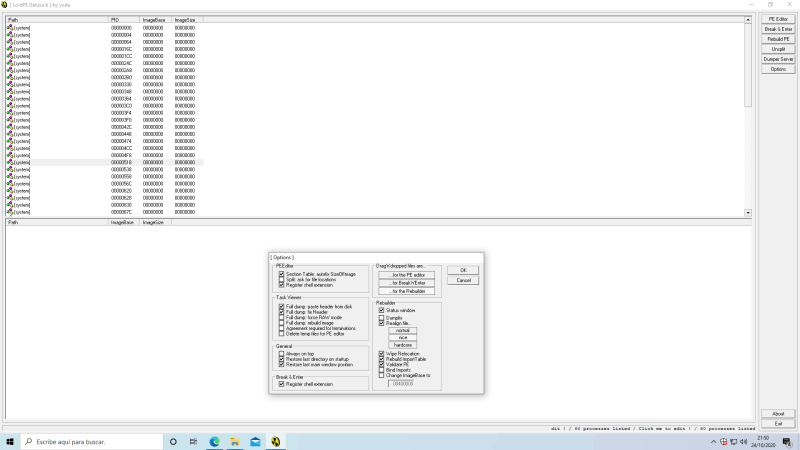 [ LordPE Deluxe b ] by yoda
Path PID ImageBase ImageSize
[system] 00000000 00000000 00000000
[system] 00000004 00000000 00000000
[system] 00000064 00000000 00000000
[system] 0000016C 00000000 00000000
[system] 000001CC 00000000 00000000
[system] 0000024C 00000000 00000000
[system] 000002A8 00000000 00000000
[system] 000002B0 00000000 00000000
[system] 00000330 00000000 00000000
[system] 00000348 00000000 00000000
[system] 00000364 00000000 00000000
[system] 000003C0 00000000 00000000
[system] 000003F4 00000000 00000000
[system] 000003F0 00000000 00000000
[system] 0000042C 00000000 00000000
[system] 00000448 00000000 00000000
[system] 00000474 00000000 00000000
[system] 000004CC 00000000 00000000
[system] 000004F8 00000000 00000000
[system] 00000518 00000000 00000000
[system] 00000538 00000000 00000000
[system] 00000558 00000000 00000000
[system] 0000056C 00000000 00000000
[system] 00000620 00000000 00000000
[system] 00000628 00000000 00000000
[system] 00000630 00000000 00000000
[system] 0000067C 00000000 00000000
PE Editor
Break & Enter
Rebuild PE
Unsplit
Dumper Server
Options
Path ImageBase ImageSize
[ Options ]
PEEditor
Section Table: autofix SizeOfImage
Split: ask for file locations
Register shell extension
Task Viewer
Full dump: paste header from disk
Full dump: fix Header
Full dump: force RAW mode
Full dump: rebuild image
Agreement required for terminations
Delete temp files for PE editor
General
Always on top
Restore last directory on startup
Restore last main window position
Break & Enter
Register shell extension
Drag'n'dropped files are...
...for the PE editor
...for Break'n'Enter
...for the Rebuilder
Rebuilder
Status window
Dumpfix
Realign file...
normal
nice
hardcore
Wipe Relocation
Rebuild ImportTable
Validate PE
Bind Imports
Change ImageBase to:
00400000
OK
Cancel
About
Exit
dit ! / 80 processes listed / Click me to edit ! / 80 processes listed
Escribe aquí para buscar.
21:50
24/10/2020